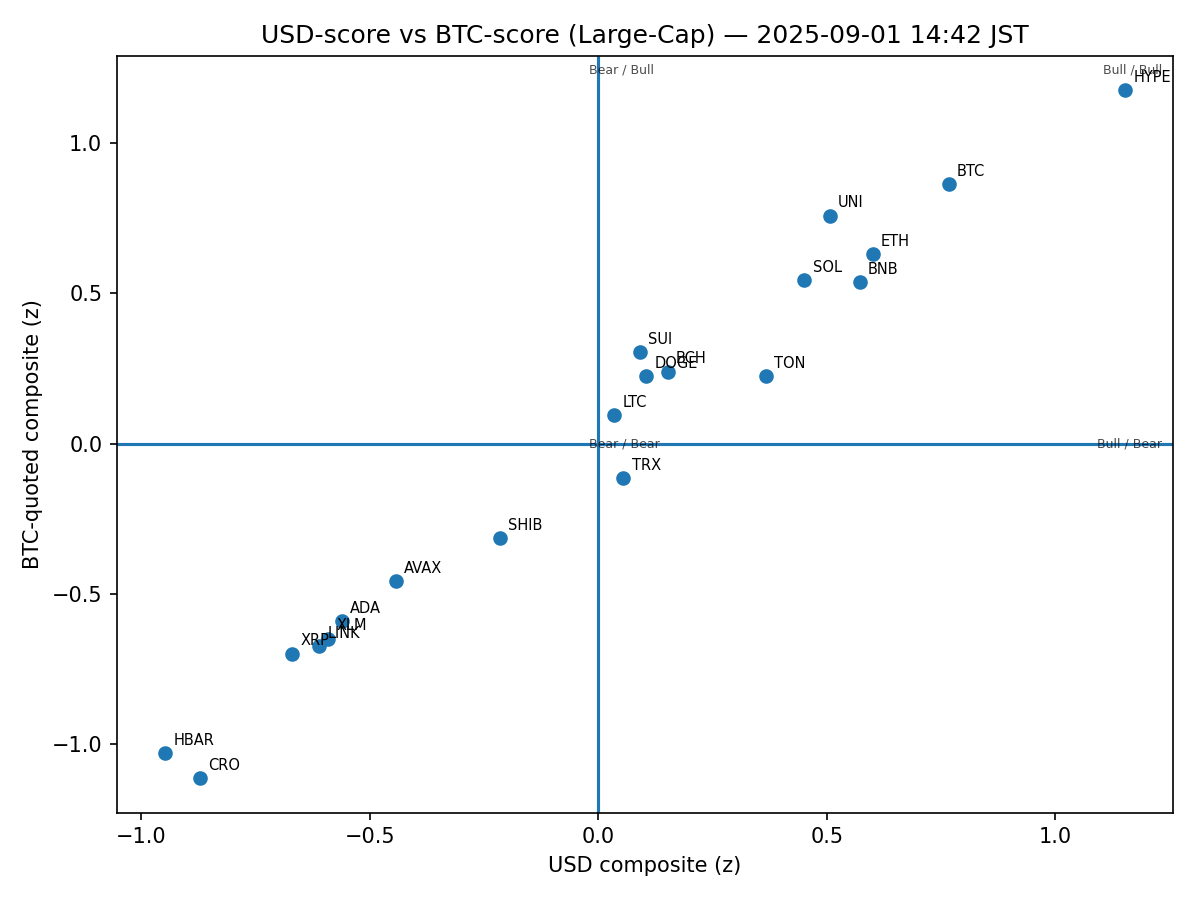 USD-score vs BTC-score (Large-Cap) — 2025-09-01 14:42 JST
Bear / Bull
Bull / Bull
HYPE
BTC
UNI
ETH
SOL
BNB
SUI
BCH
DOGE
TON
LTC
Bear / Bear
Bull / Bear
TRX
SHIB
AVAX
ADA
XLM
LINK
XRP
HBAR
CRO
1.0
0.5
0.0
−0.5
−1.0
BTC-quoted composite (z)
−1.0
−0.5
0.0
0.5
1.0
USD composite (z)